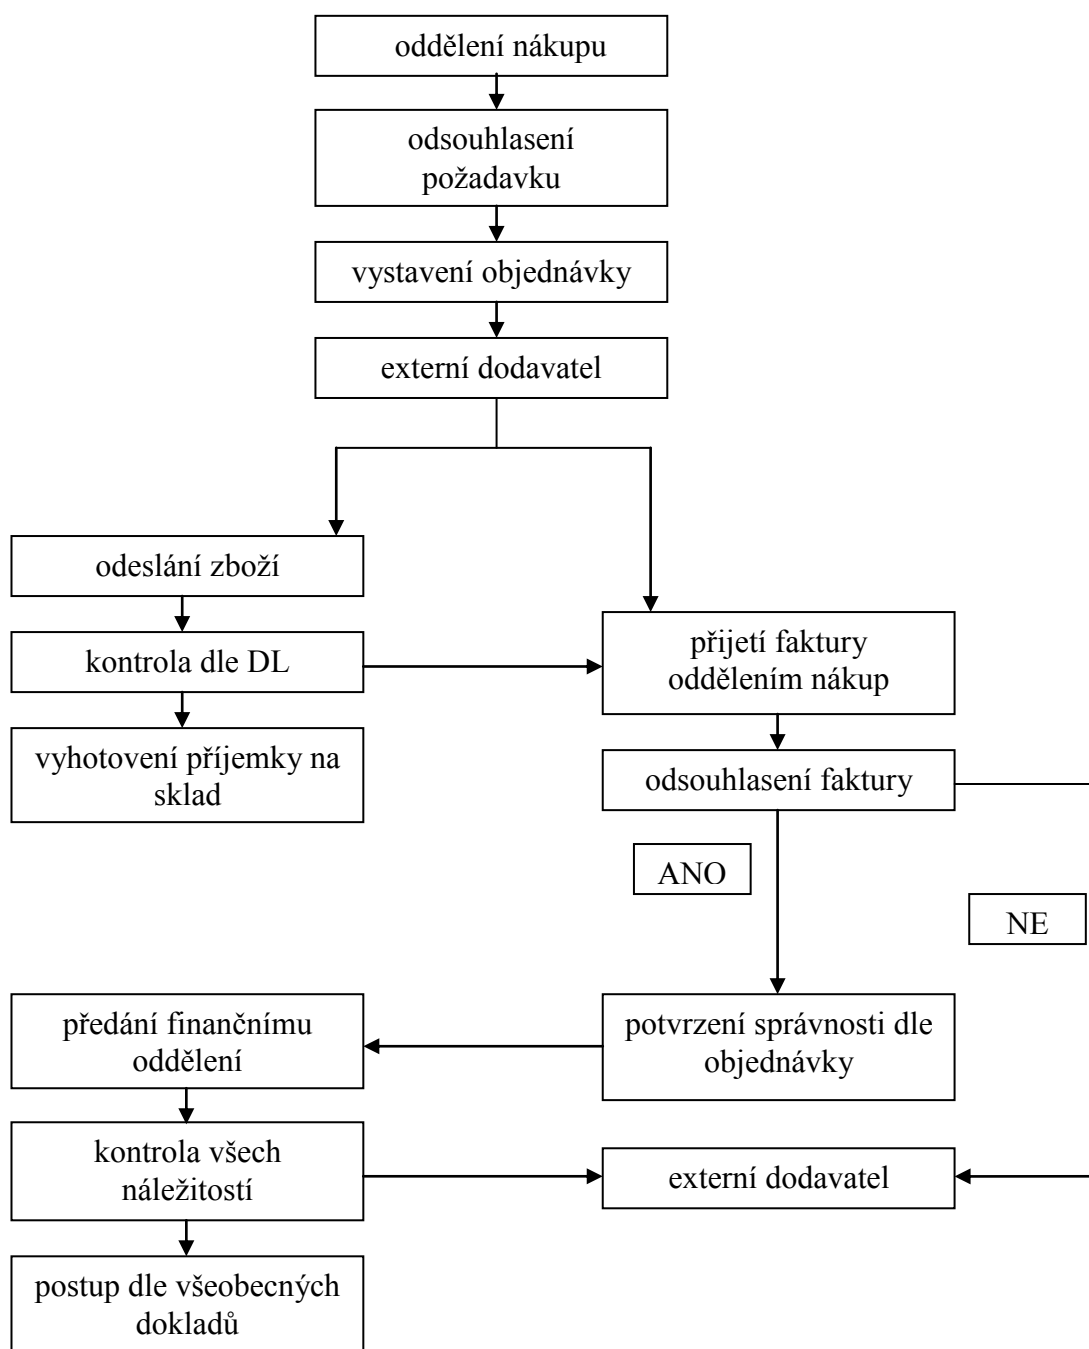 oddělení nákupu
odsouhlasení
požadavku
vystavení objednávky
externí dodavatel
odeslání zboží
kontrola dle DL
vyhotovení příjemky na
sklad
přijetí faktury
oddělením nákup
odsouhlasení faktury
ANO
NE
potvrzení správnosti dle
objednávky
předání finančnímu
oddělení
kontrola všech
náležitostí
externí dodavatel
postup dle všeobecných
dokladů